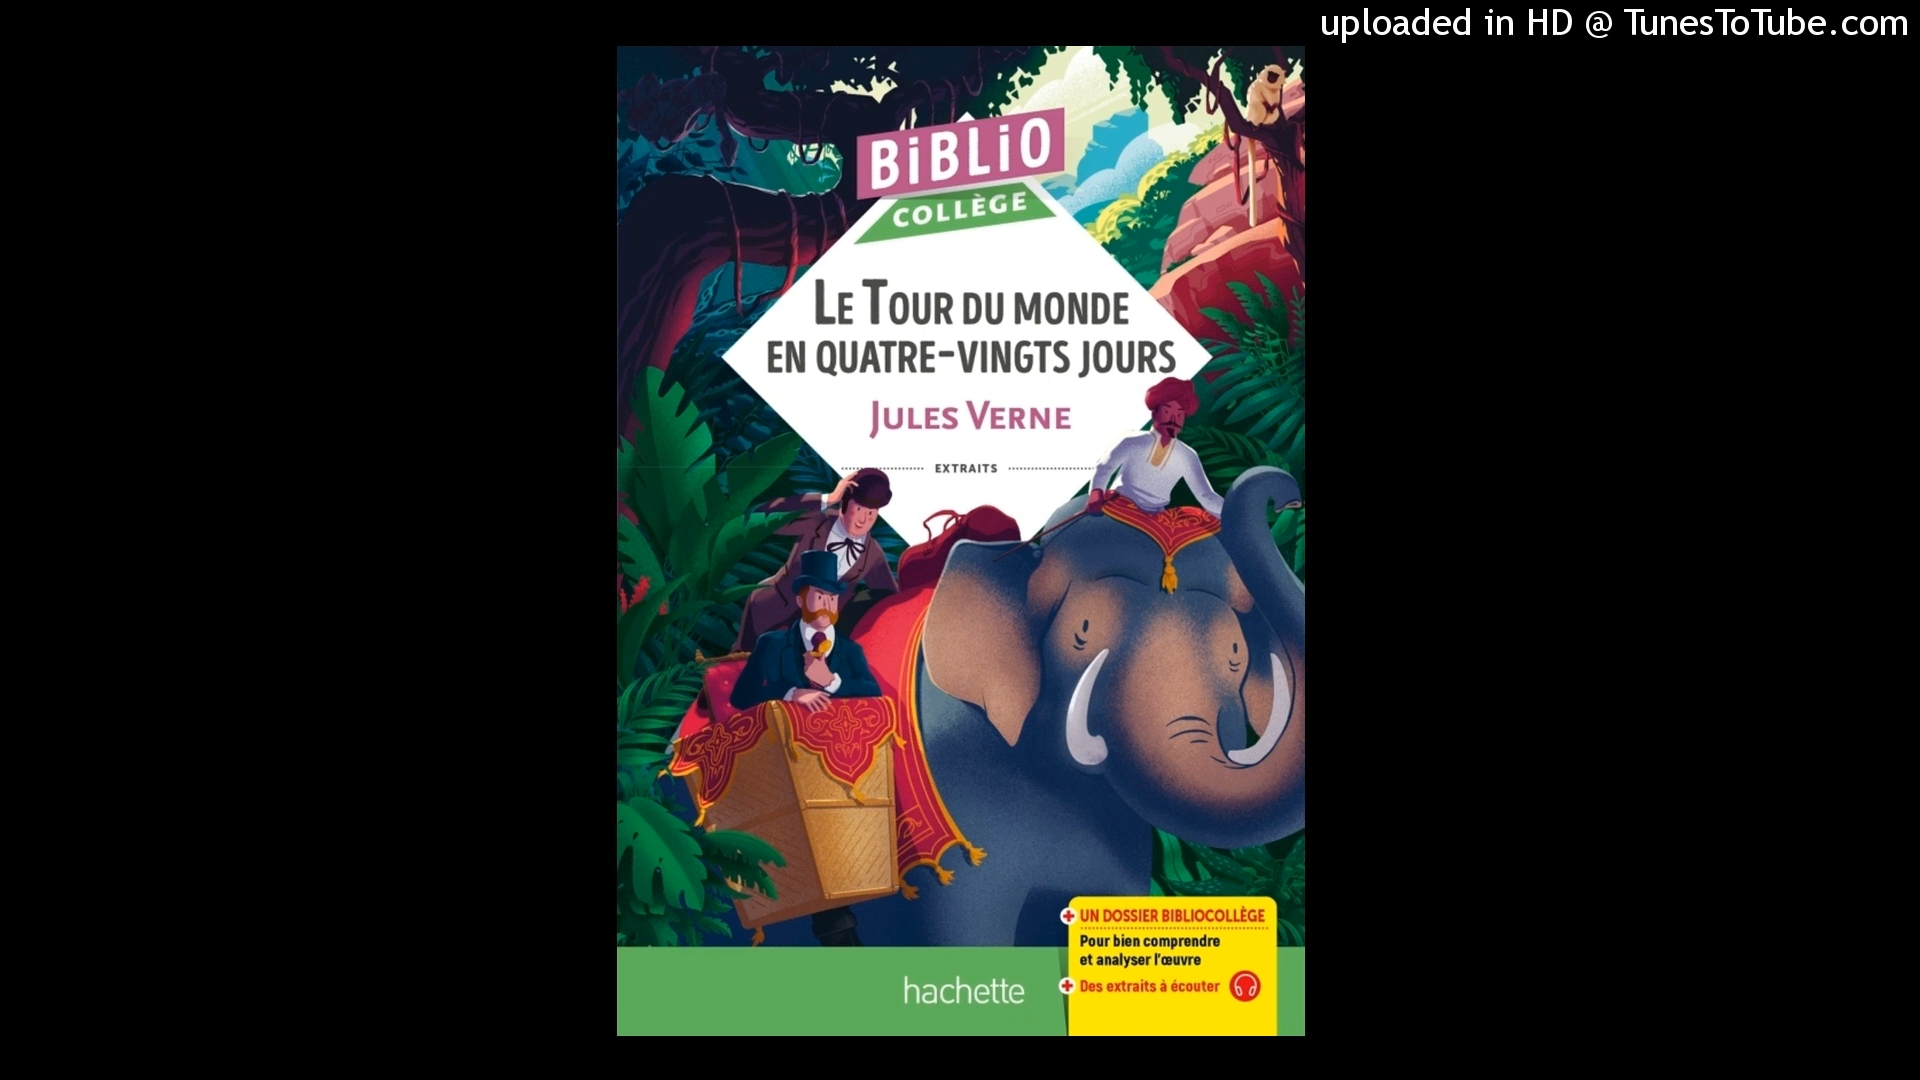 uploaded in HD @ TunesToTube.com
BiBLiO
COLLÈGE
LE TOUR DU MONDE
EN QUATRE-VINGTS JOURS
JULES VERNE
EXTRAITS
+ UN DOSSIER BIBLIOCOLLÈGE
Pour bien comprendre
et analyser l'œuvre
+ Des extraits à écouter
hachette